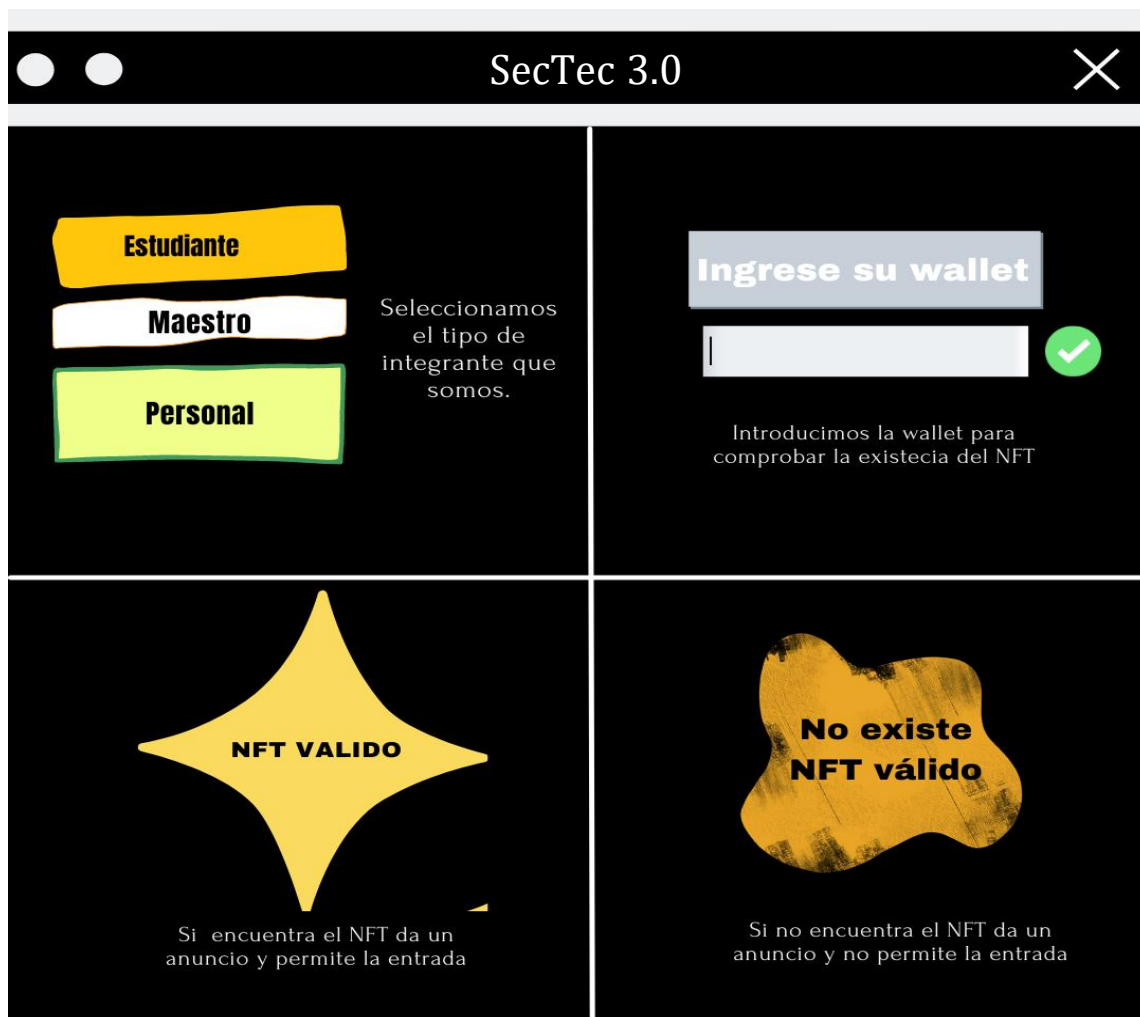 SecTec 3.0
Estudiante
Maestro
Personal
Seleccionamos
el tipo de
integrante que
somos.
Ingrese su wallet
Introducimos la wallet para
comprobar la existecia del NFT
NFT VALIDO
Si encuentra el NFT da un
anuncio y permite la entrada
No existe
NFT válido
Si no encuentra el NFT da un
anuncio y no permite la entrada